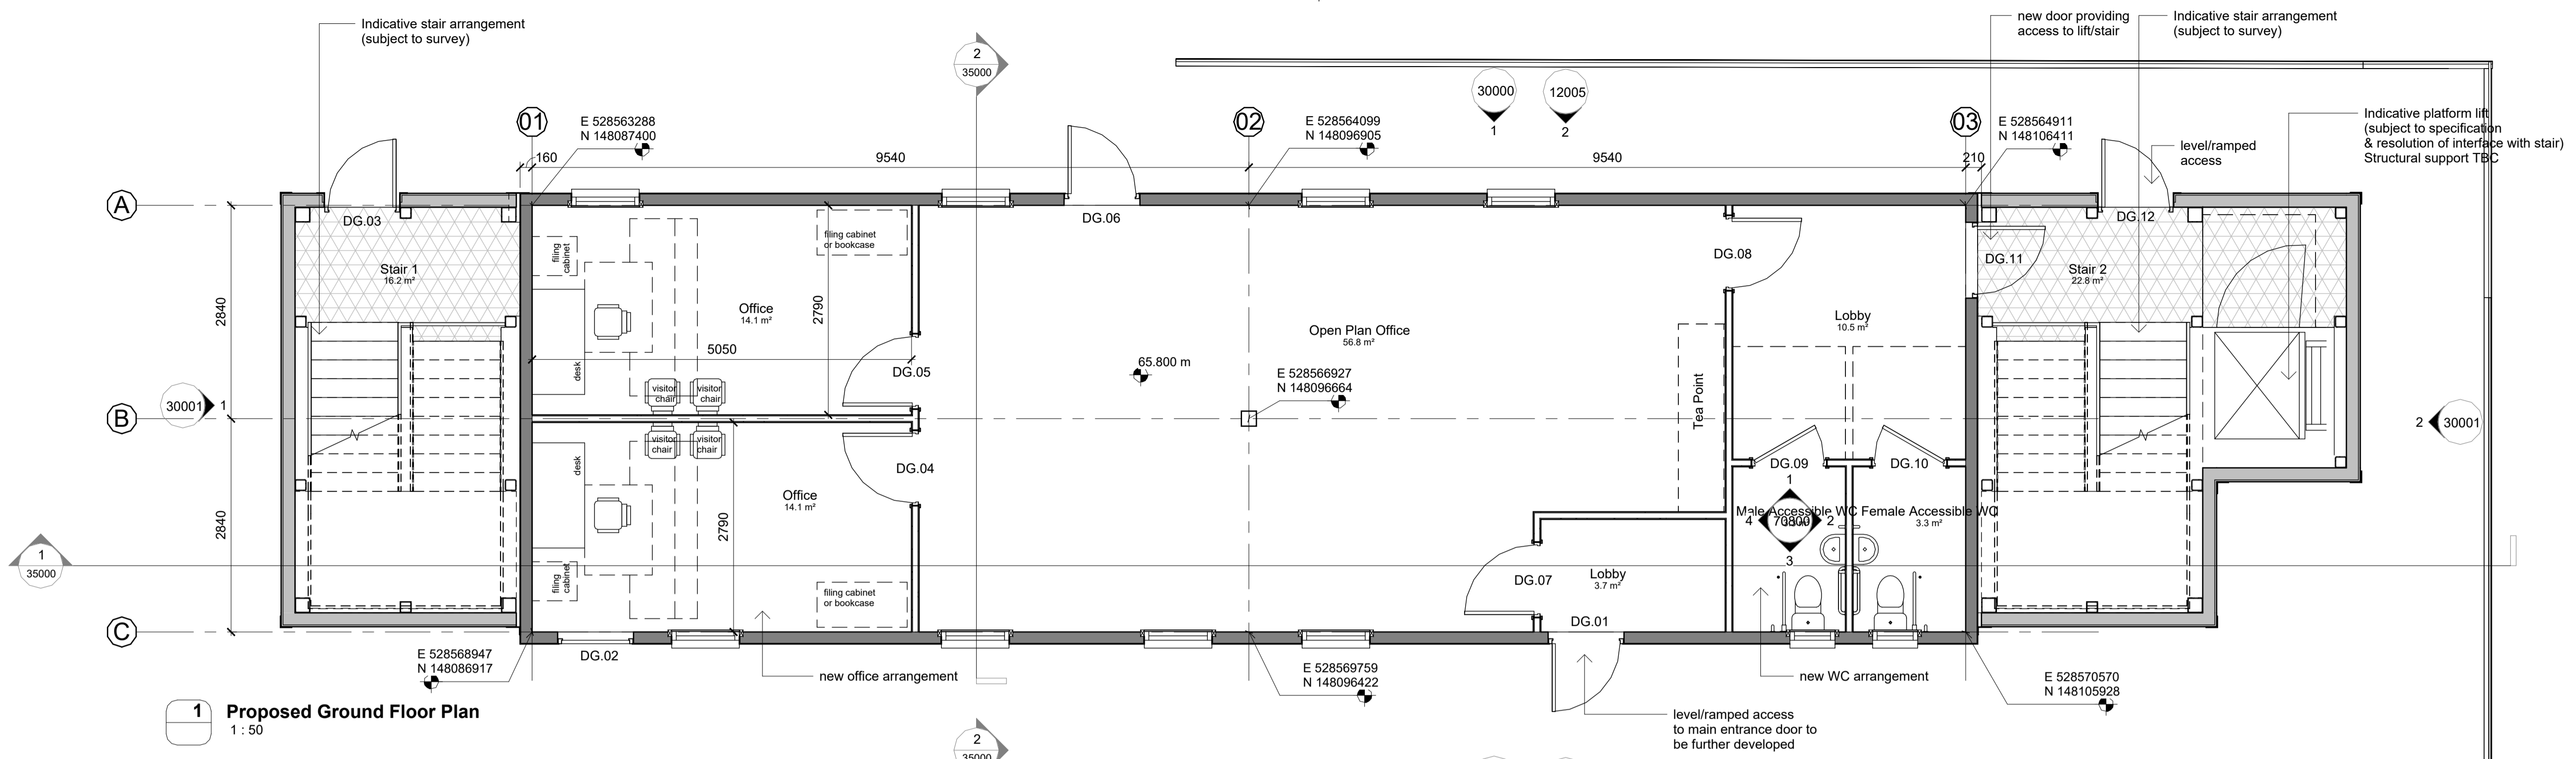 Indicative stair arrangement
(subject to survey)
2
35000
new door providing
access to lift/stair
Indicative stair arrangement
(subject to survey)
30000
1
12005
2
Indicative platform lift
(subject to specification
& resolution of interface with stair)
Structural support TBC
01
E 528563288
N 148087400
02
E 528564099
N 148096905
03
E 528564911
N 148106411
level/ramped
access
160
9540
9540
210
A
DG.03
DG.06
DG.12
filing cabinet
or bookcase
filing
cabinet
DG.08
DG.11
Stair 1
16.2 m²
Stair 2
22.8 m²
2840
Office
14.1 m²
2790
Open Plan Office
56.8 m²
Lobby
10.5 m²
5050
desk
DG.05
65.800 m
E 528566927
N 148096664
visitor
chair
visitor
chair
Tea Point
30001
1
B
2
30001
visitor
chair
visitor
chair
desk
DG.04
DG.09
DG.10
Office
14.1 m²
1
Male Accessible WC
Female Accessible WC
3.3 m²
4
70800
2
3
2840
2790
1
35000
filing
cabinet
filing cabinet
or bookcase
DG.07
Lobby
3.7 m²
DG.01
C
DG.02
E 528568947
N 148086917
new office arrangement
E 528569759
N 148096422
new WC arrangement
E 528570570
N 148105928
1
Proposed Ground Floor Plan
1 : 50
2
35000
level/ramped access
to main entrance door to
be further developed